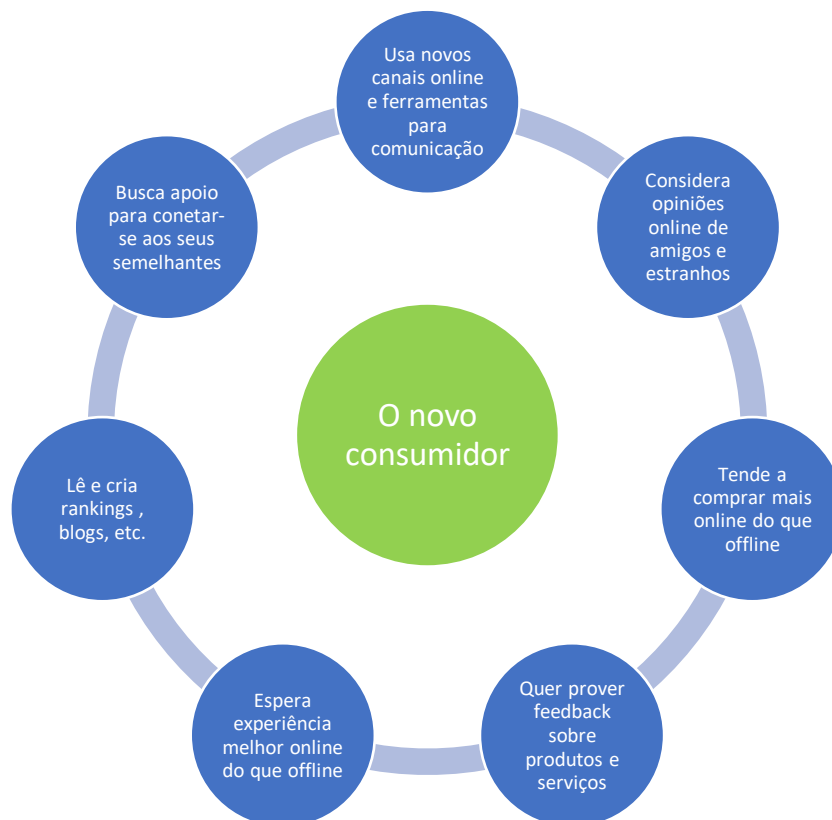 Usa novos
canais online
e ferramentas
para
comunicação
Considera
opiniões
online de
amigos e
estranhos
Tende a
comprar mais
online do que
offline
Quer prover
feedback
sobre
produtos e
serviços
Espera
experiência
melhor online
do que offline
Lê e cria
rankings ,
blogs, etc.
Busca apoio
para conetar-
se aos seus
semelhantes
O novo
consumidor